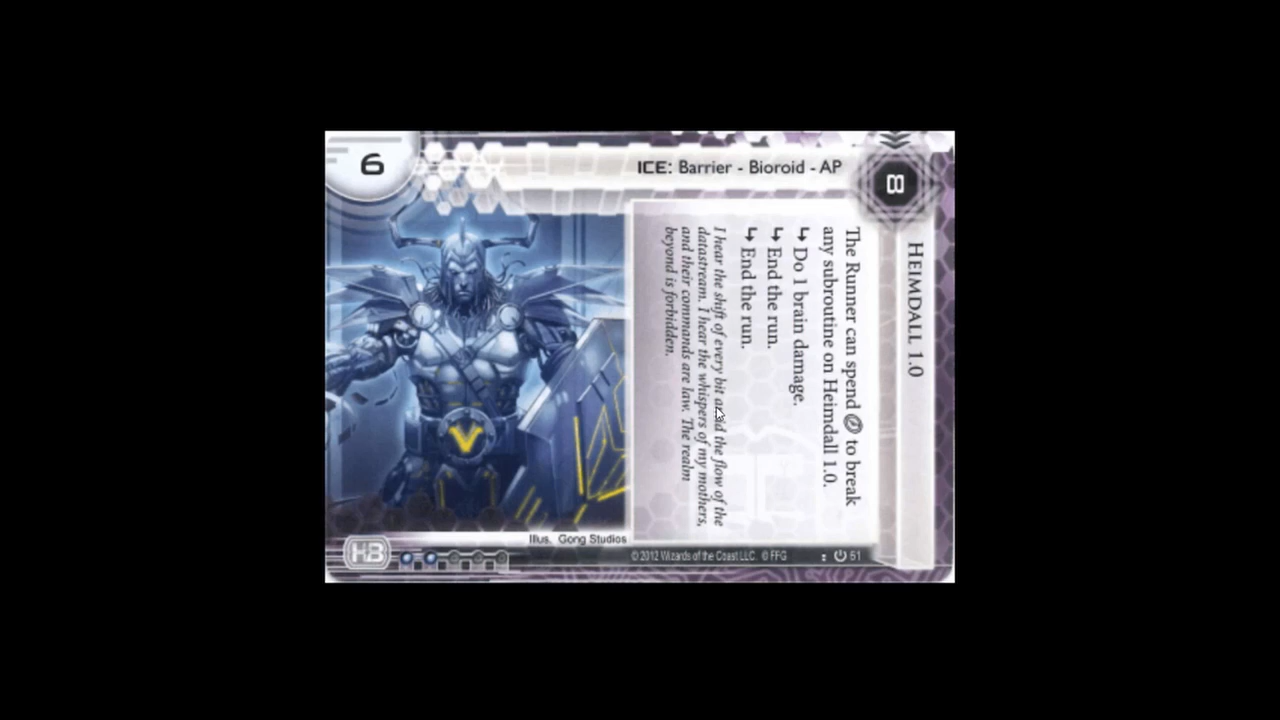 HEIMDALL 1.0
8
ICE: Barrier - Bioroid - AP
6
The Runner can spend to break
any subroutine on Heimdall 1.0.
↳ Do 1 brain damage.
↳ End the run.
↳ End the run.
I hear the shift of every bit and the flow of the
datastream. I hear the whispers of my mothers,
and their commands are law. The realm
beyond is forbidden.
Illus. Gong Studios
HB
© 2012 Wizards of the Coast LLC. © FFG
61